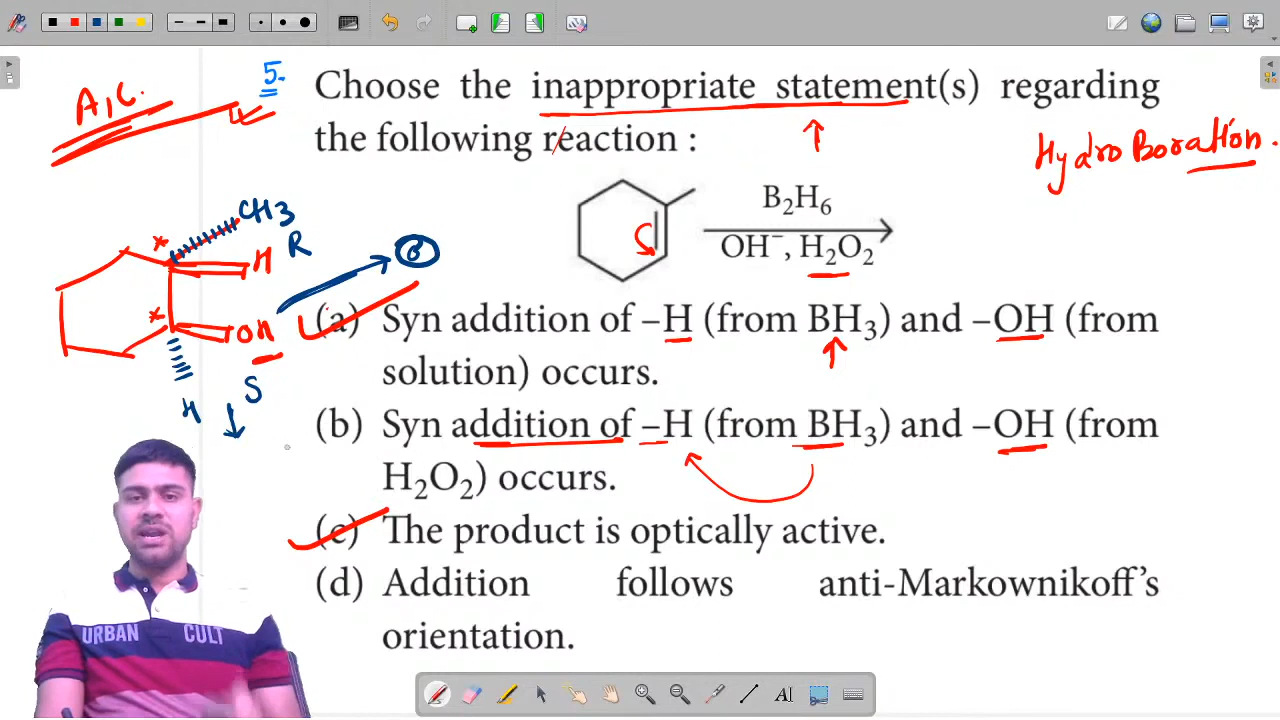 A, C.
5.
Choose the inappropriate statement(s) regarding
the following reaction :
HydroBoration.
B₂H₆
OH⁻, H₂O₂
CH3
R
H
OH
S
H
(a) Syn addition of –H (from BH₃) and –OH (from
solution) occurs.
(b) Syn addition of –H (from BH₃) and –OH (from
H₂O₂) occurs.
(c) The product is optically active.
(d) Addition follows anti-Markownikoff's
orientation.
URBAN CULT